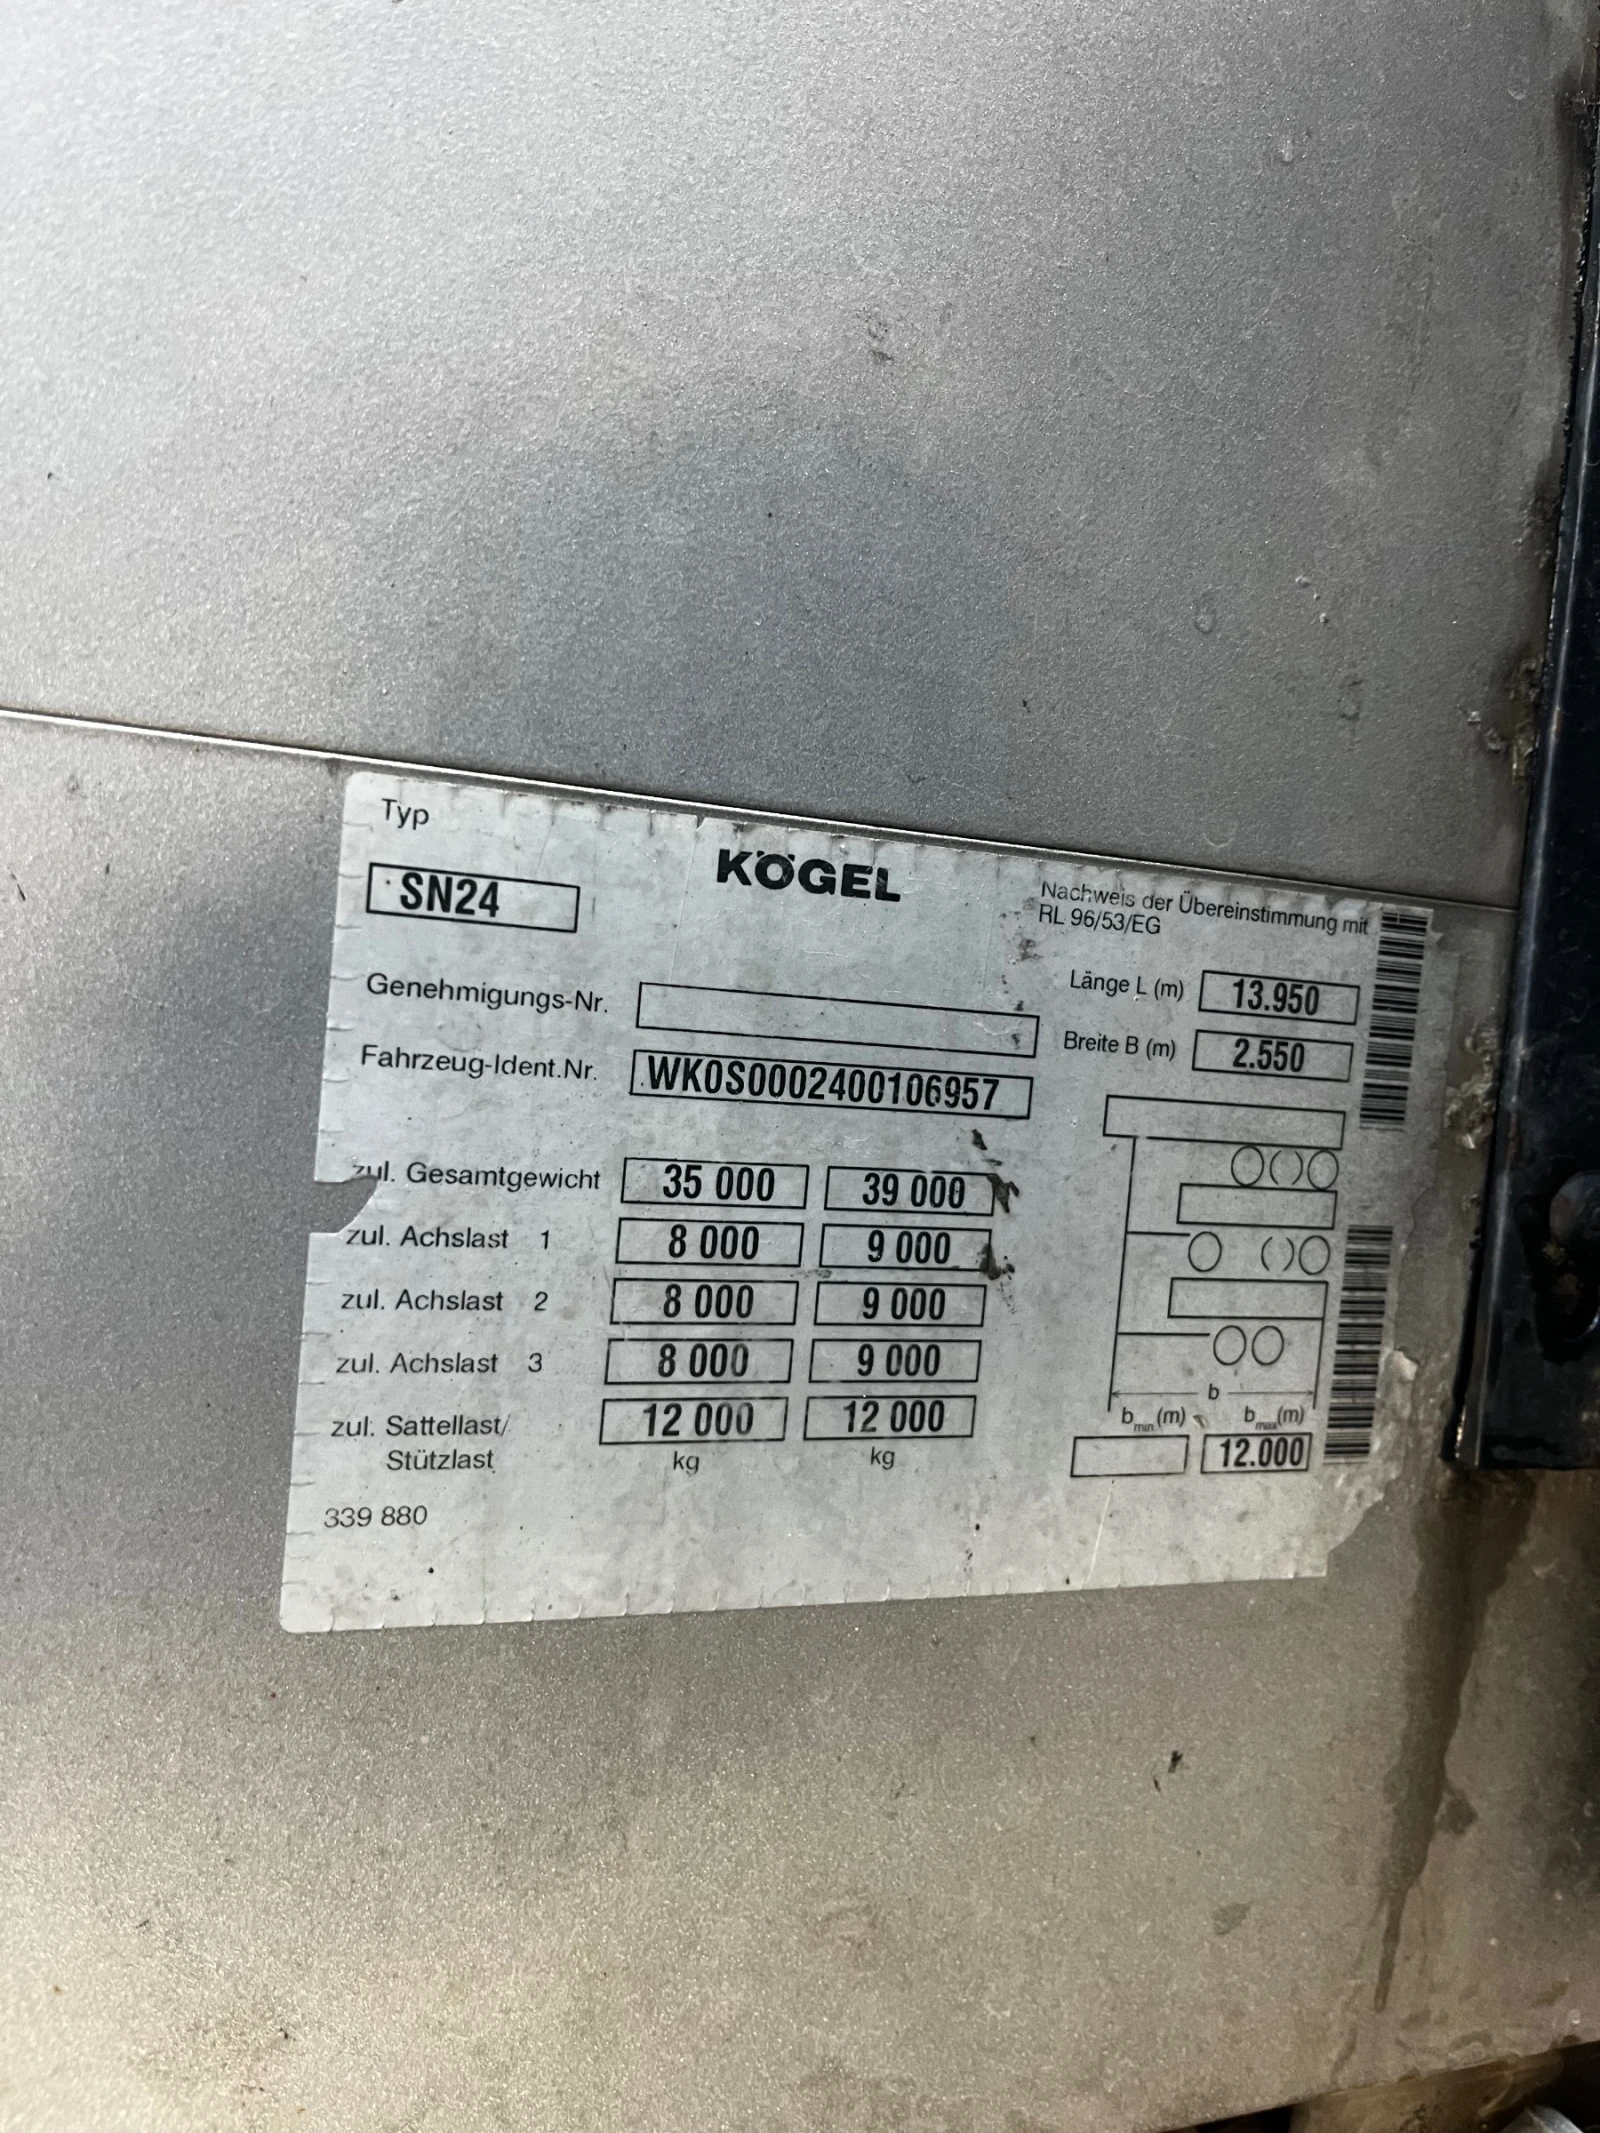 Typ
KÖGEL
SN24
Nachweis der Übereinstimmung mit
RL 96/53/EG
Genehmigungs-Nr.
Länge L (m) 13.950
Breite B (m) 2.550
Fahrzeug-Ident.Nr. WK0S0002400106957
zul. Gesamtgewicht 35 000 39 000
zul. Achslast 1 8 000 9 000
zul. Achslast 2 8 000 9 000
zul. Achslast 3 8 000 9 000
zul. Sattellast/ 12 000 12 000
Stützlast kg kg
b
bmin (m) bmax (m)
12.000
339 880